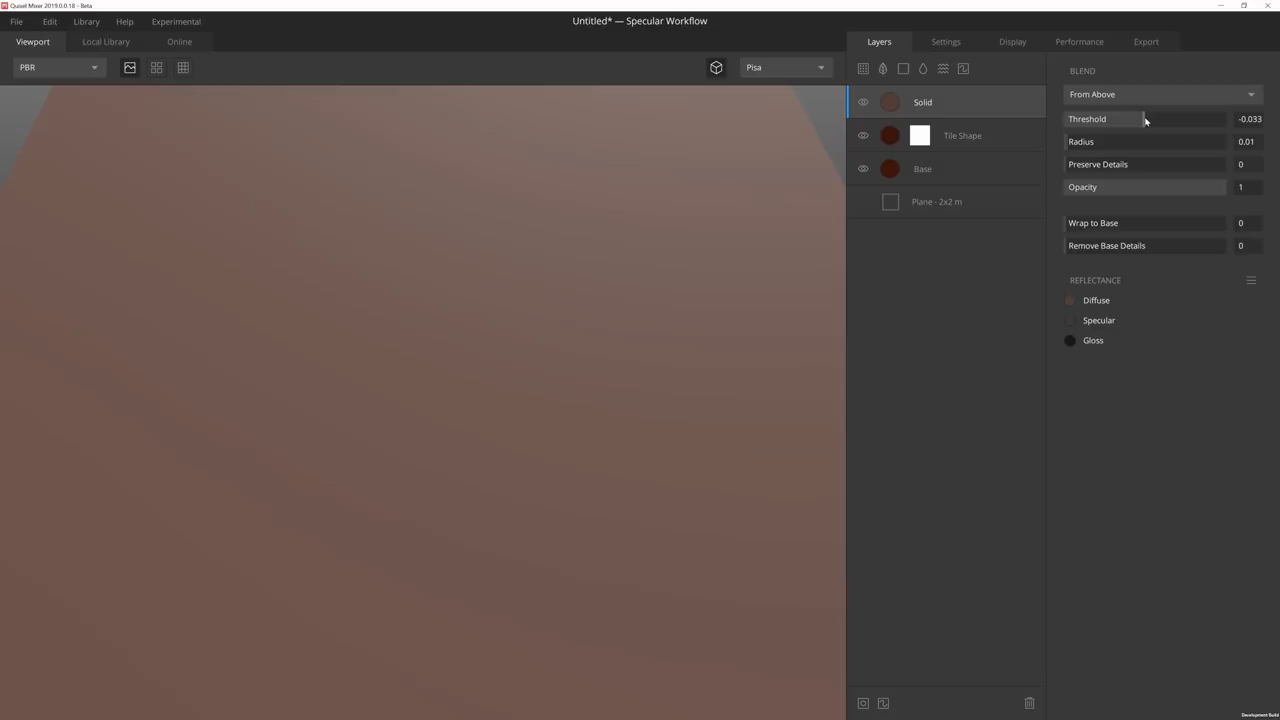 Quixel Mixer 2019.0.0.18 - Beta
File Edit Library Help Experimental
Untitled* — Specular Workflow
Viewport Local Library Online
Layers Settings Display Performance Export
PBR
Pisa
BLEND
From Above
Threshold -0.033
Radius 0.01
Preserve Details 0
Opacity 1
Wrap to Base 0
Remove Base Details 0
REFLECTANCE
Diffuse
Specular
Gloss
Solid
Tile Shape
Base
Plane - 2x2 m
Development Build